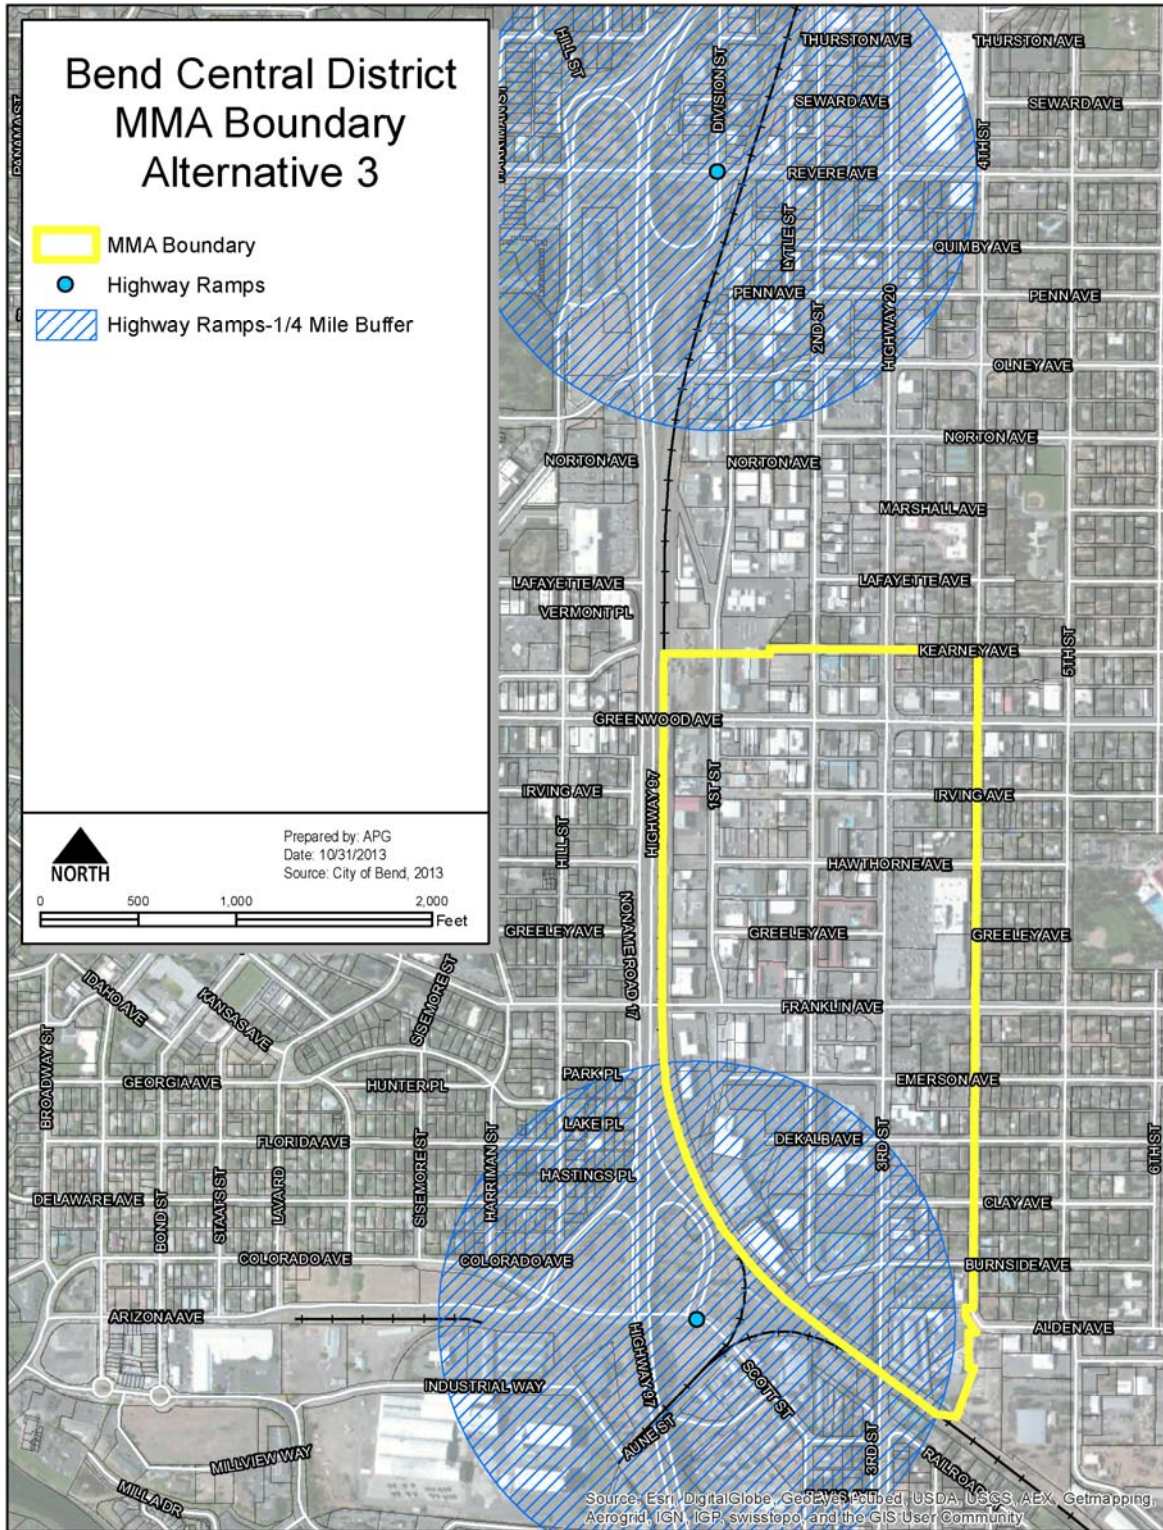 Bend Central District
MMA Boundary
Alternative 3
MMA Boundary
Highway Ramps
Highway Ramps-1/4 Mile Buffer
NORTH
Prepared by: APG
Date: 10/31/2013
Source: City of Bend, 2013
0 500 1,000 2,000
Feet
HILL ST
DIVISION ST
THURSTON AVE
THURSTON AVE
SEWARD AVE
SEWARD AVE
4TH ST
REVERE AVE
LYTLE ST
QUIMBY AVE
PENN AVE
PENN AVE
2ND ST
HIGHWAY 20
OLNEY AVE
NORTON AVE
NORTON AVE
NORTON AVE
MARSHALL AVE
LAFAYETTE AVE
LAFAYETTE AVE
VERMONT PL
KEARNEY AVE
5TH ST
GREENWOOD AVE
1ST ST
HIGHWAY 97
IRVING AVE
IRVING AVE
HILL ST
HAWTHORNE AVE
NONAME ROAD 17
GREELEY AVE
GREELEY AVE
GREELEY AVE
FRANKLIN AVE
IDAHO AVE
KANSAS AVE
SISEMORE ST
BROADWAY ST
GEORGIA AVE
HUNTER PL
PARK PL
EMERSON AVE
LAKE PL
FLORIDA AVE
DEKALB AVE
3RD ST
6TH ST
HASTINGS PL
DELAWARE AVE
BOND ST
STAATS ST
SISEMORE ST
HARRIMAN ST
CLAY AVE
COLORADO AVE
COLORADO AVE
BURNSIDE AVE
ARIZONA AVE
ALDEN AVE
HIGHWAY 97
INDUSTRIAL WAY
SCOTT ST
AUNE ST
3RD ST
MILLVIEW WAY
MILL A DR
RAILROAD
Source: Esri, DigitalGlobe, GeoEye, i-cubed, USDA, USGS, AEX, Getmapping,
Aerogrid, IGN, IGP, swisstopo, and the GIS User Community